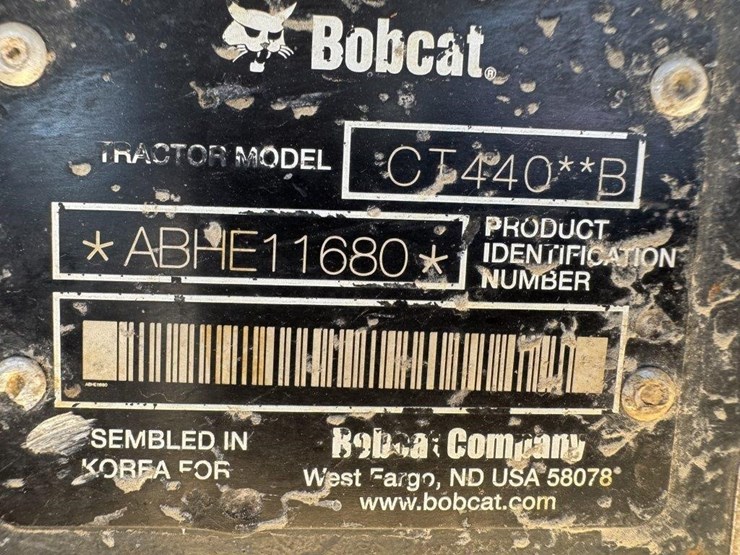 Bobcat®
TRACTOR MODEL CT440**B
*ABHE11680*
PRODUCT
IDENTIFICATION
NUMBER
SEMBLED IN
KOREA FOR
Bobcat Company
West Fargo, ND USA 58078
www.bobcat.com